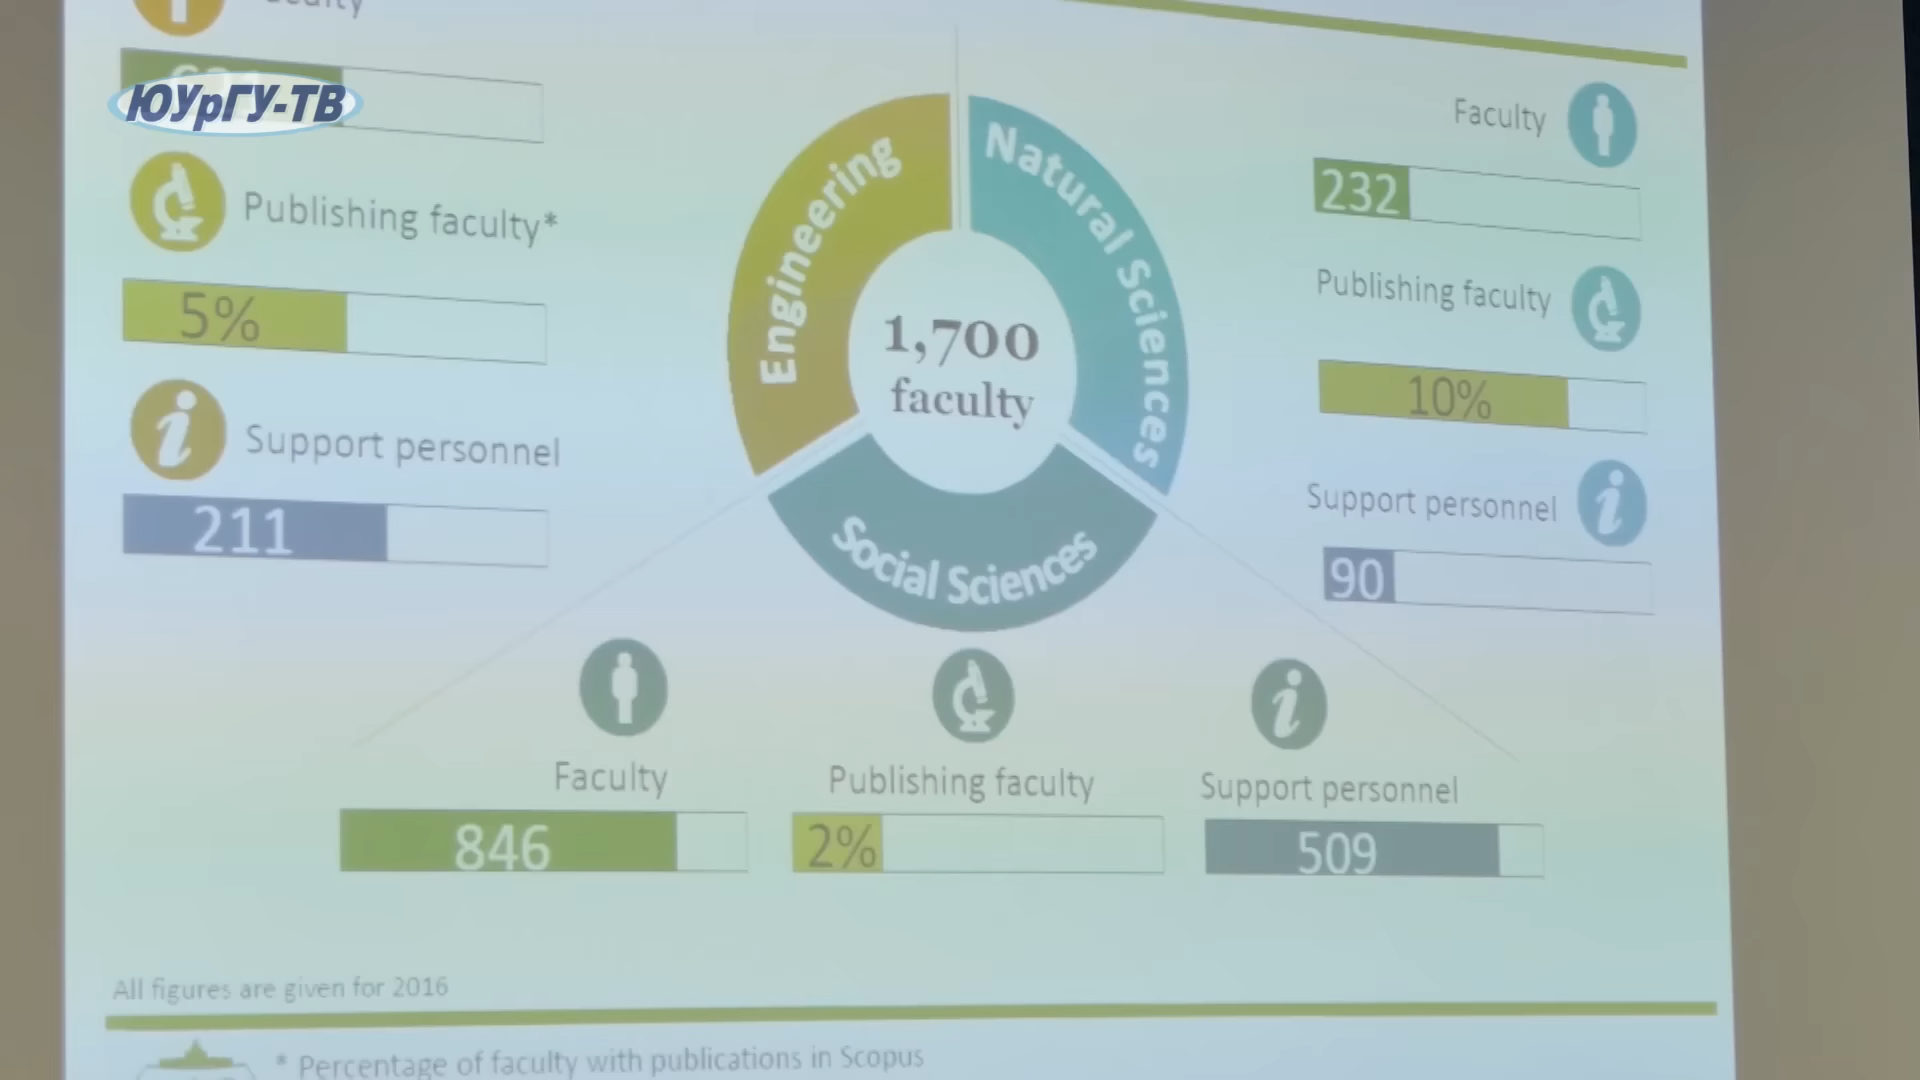 ЮУрГУ-ТВ
Publishing faculty*
5%
Support personnel
211
Engineering
Natural Sciences
Social Sciences
1,700
faculty
Faculty
232
Publishing faculty
10%
Support personnel
90
Faculty
846
Publishing faculty
2%
Support personnel
509
All figures are given for 2016
* Percentage of faculty with publications in Scopus